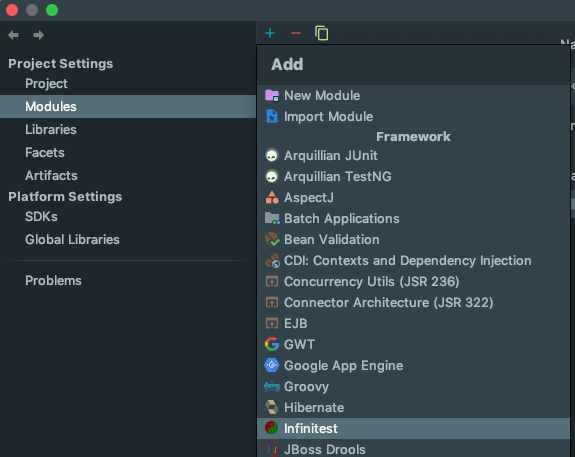 Project Settings
Project
Modules
Libraries
Facets
Artifacts
Platform Settings
SDKs
Global Libraries
Problems
Add
New Module
Import Module
Framework
Arquillian JUnit
Arquillian TestNG
AspectJ
Batch Applications
Bean Validation
CDI: Contexts and Dependency Injection
Concurrency Utils (JSR 236)
Connector Architecture (JSR 322)
EJB
GWT
Google App Engine
Groovy
Hibernate
Infinitest
JBoss Drools
Na